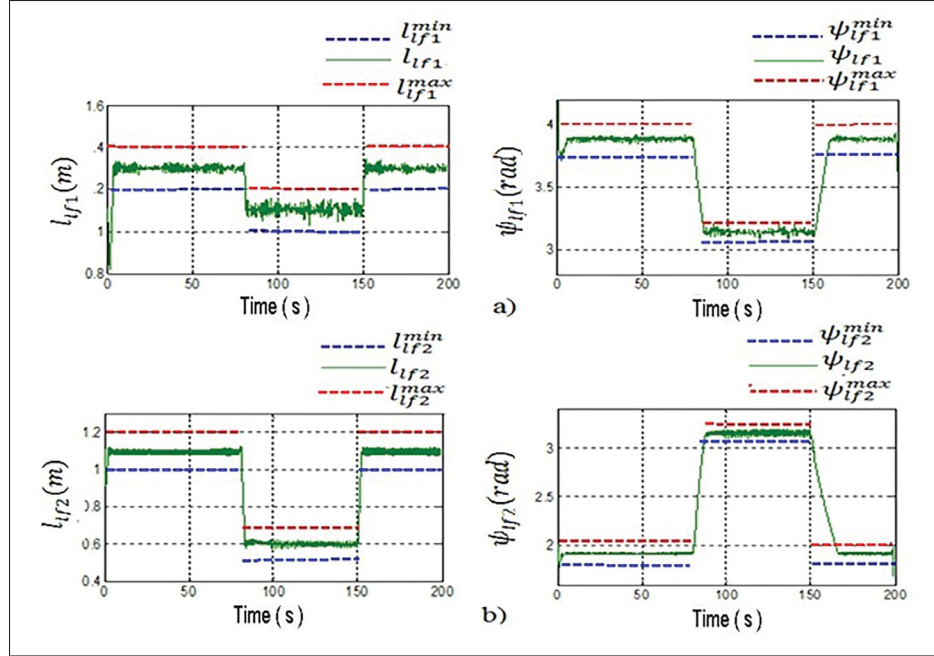 l_{lf1}^{min}
l_{lf1}
l_{lf1}^{max}
1.6
.4
.2
1
0.8
l_{lf1}(m)
0 50 100 150 200
Time ( s )
ψ_{lf1}^{min}
ψ_{lf1}
ψ_{lf1}^{max}
4
3.5
3
ψ_{lf1}(rad)
0 50 100 150 200
Time ( s )
a)
l_{lf2}^{min}
l_{lf2}
l_{lf2}^{max}
1.2
1
0.8
0.6
0.4
l_{lf2}(m)
0 50 100 150 200
Time ( s )
ψ_{lf2}^{min}
ψ_{lf2}
ψ_{lf2}^{max}
3
2.5
2
ψ_{lf2}(rad)
0 50 100 150 200
Time ( s )
b)